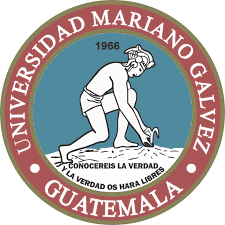 UNIVERSIDAD MARIANO GALVEZ
1966
CONOCEREIS LA VERDAD
Y LA VERDAD OS HARA LIBRES
GUATEMALA